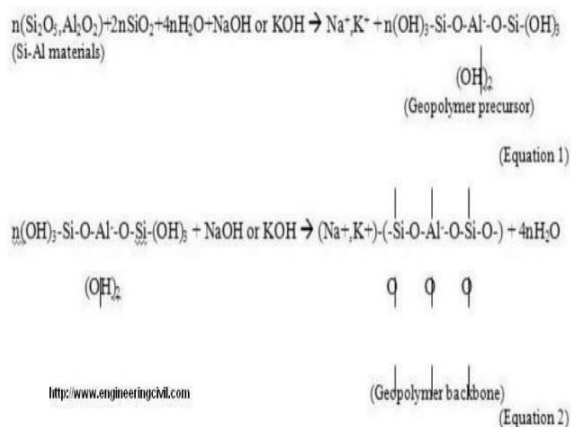 n(Si₂O₅,Al₂O₂)+2nSiO₂+4nH₂O+NaOH or KOH → Na⁺,K⁺ +n(OH)₃-Si-O-Al⁻-O-Si-(OH)₃
(Si-Al materials)
(OH)₂
(Geopolymer precursor)
(Equation 1)
n(OH)₃-Si-O-Al⁻-O-Si-(OH)₃ + NaOH or KOH → (Na+,K+)-(-Si-O-Al⁻-O-Si-O-) + 4nH₂O
(OH)₂ O O O
http://www.engineeringcivil.com (Geopolymer backbone)
(Equation 2)